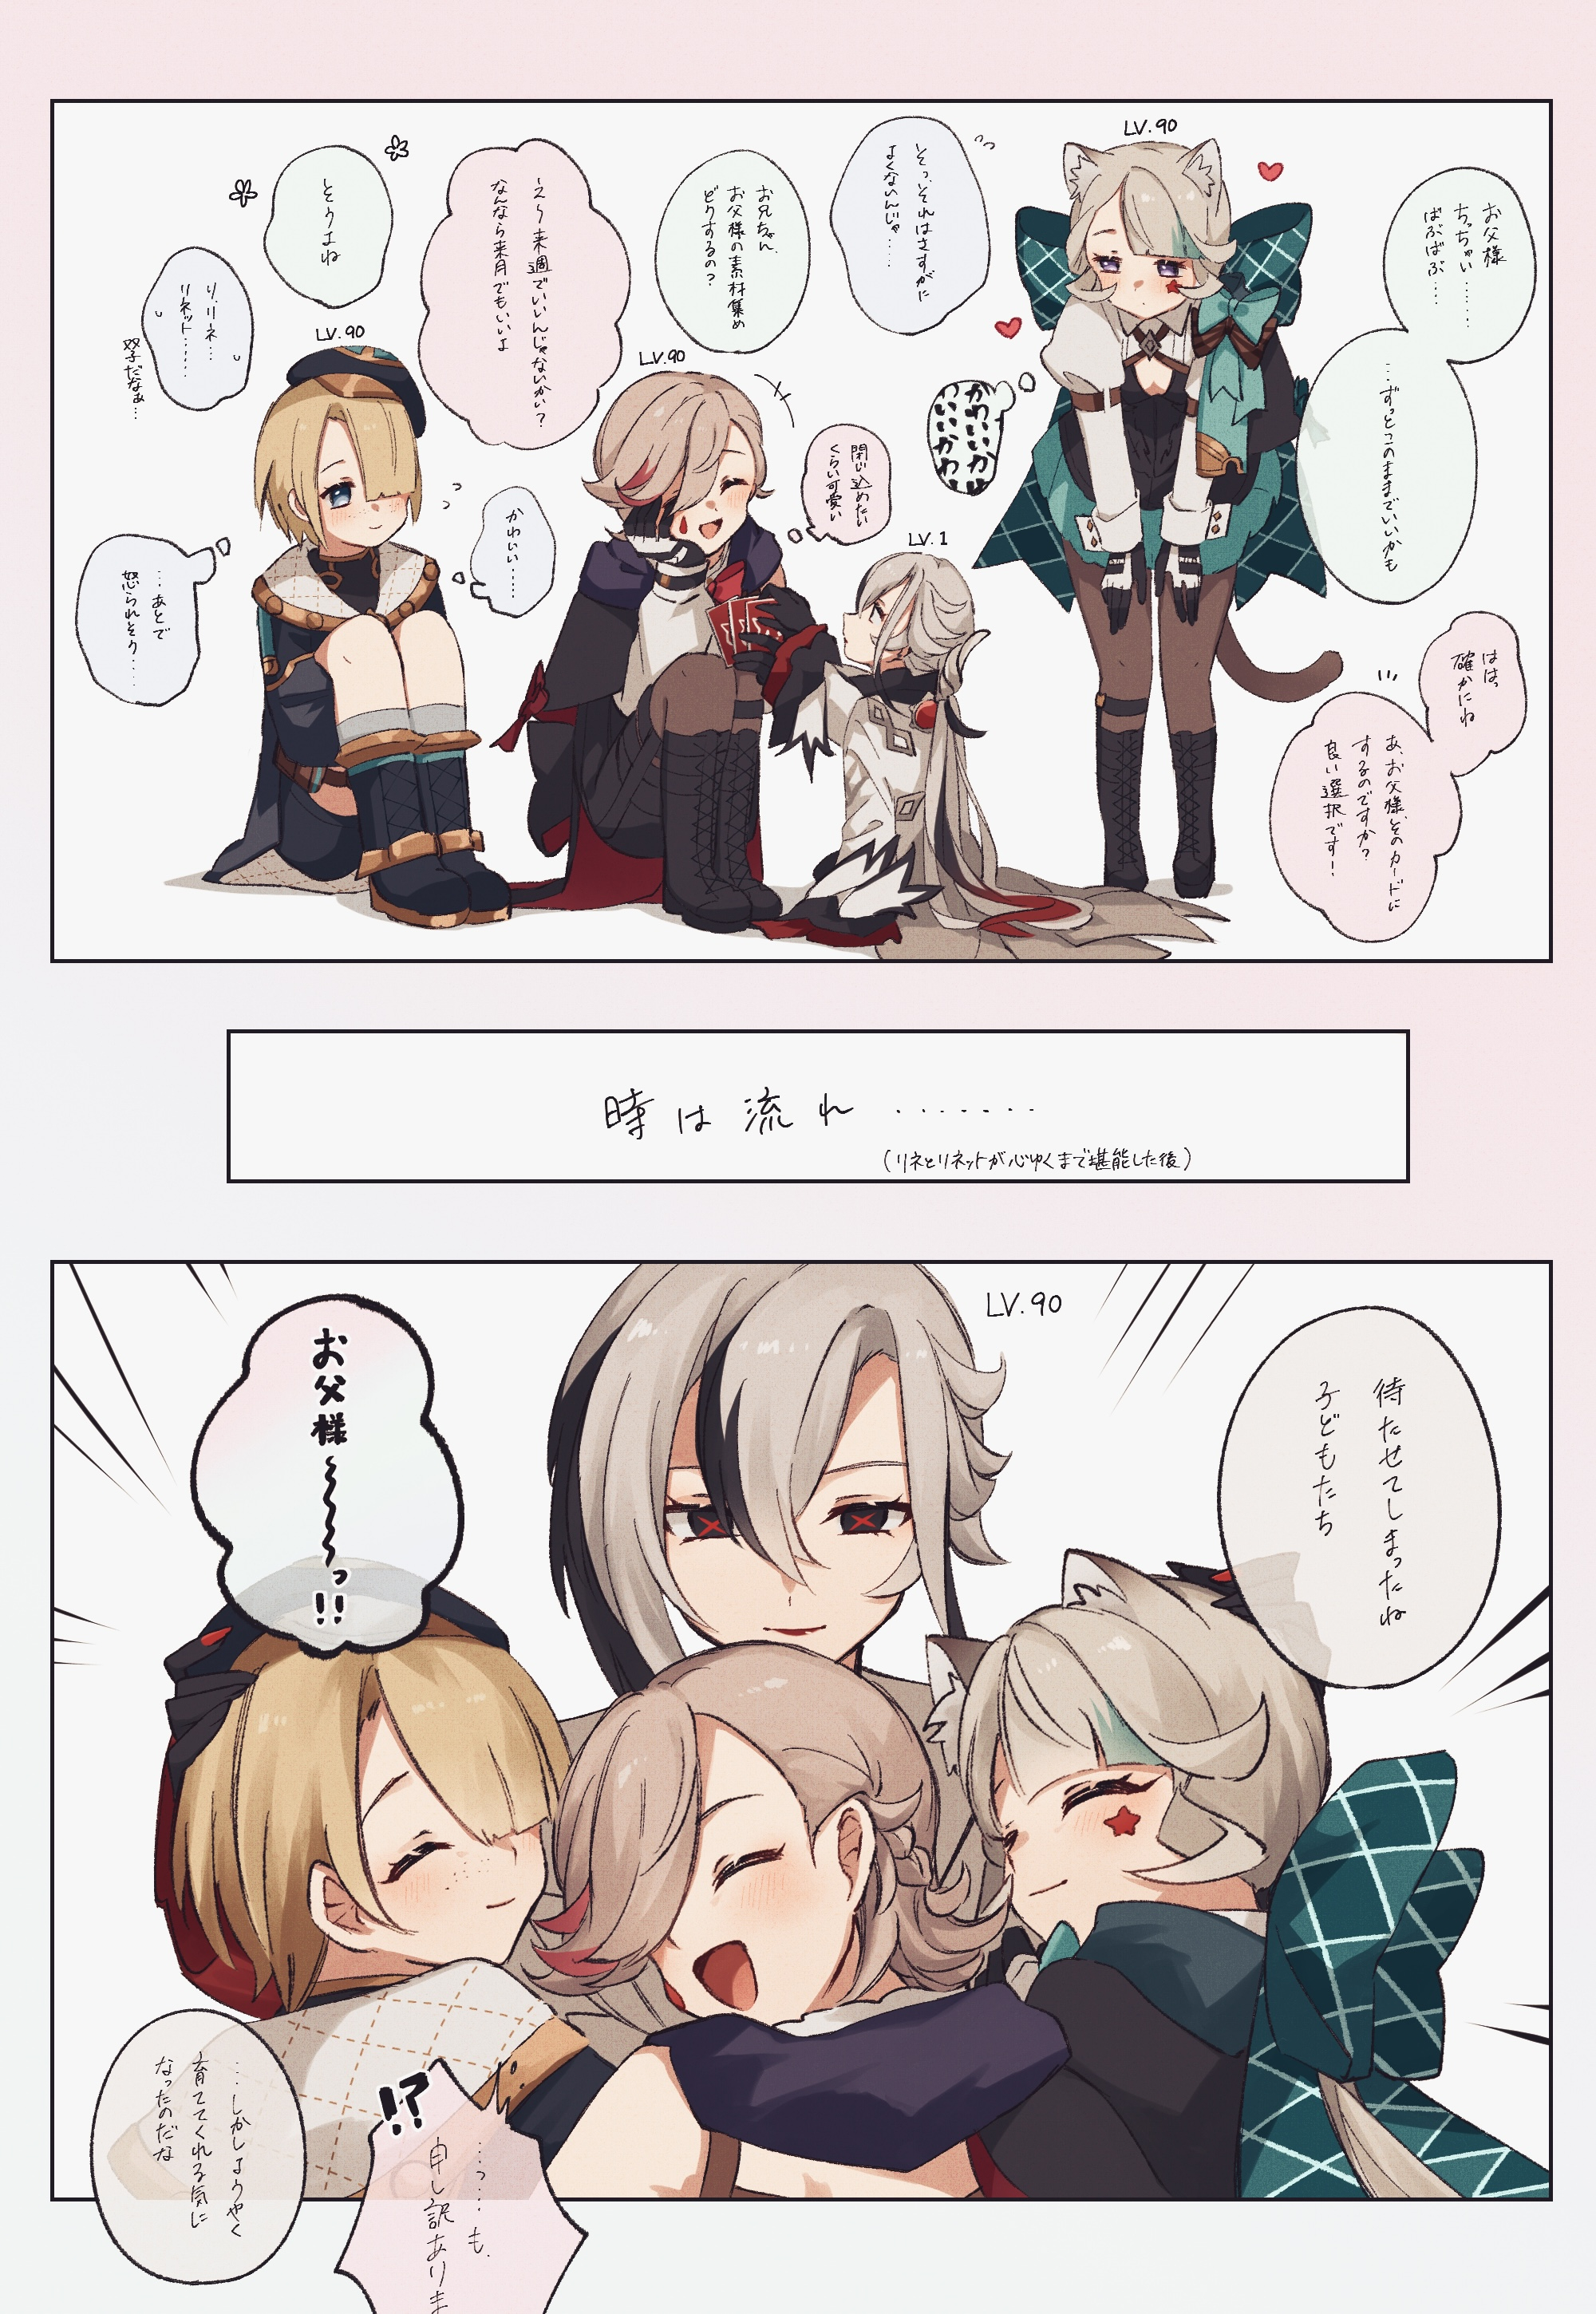 LV.90
お父様
ちっちゃい……
ばぶばぶ……
…ずっとこのままでいいかも
ははっ
確かにね
あ、お父様、そのカードに
するのですか?
良い選択です!
そっ、それはさすがに
よくないんじゃ……
かわいいかわいいかわ
お兄ちゃん、
お父様の素材集め
どうするの?
LV.90
閉じ込めたい
くらい可愛い
LV.1
え〜来週でいいんじゃないかい?
なんなら来月でもいいよ
かわいい……
そうよね
LV.90
リ、リネ…
リネット……
双子だなぁ…
…あとで
怒られそう……
時は流れ.......
(リネとリネットが心ゆくまで堪能した後)
LV.90
待たせてしまったね
子どもたち
お父様〜〜〜〜っ!!
…しかしようやく
育ててくれる気に
なったのだな
!?
…っ…も、
申し訳ありま